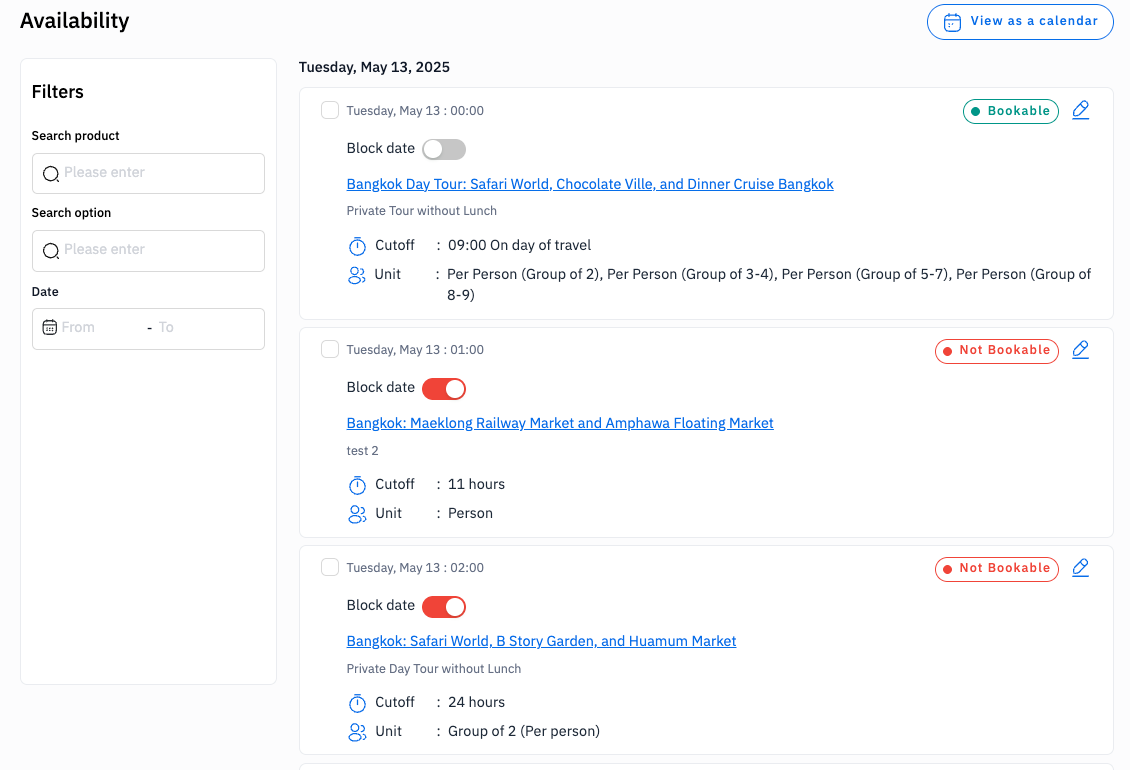 Availability
View as a calendar
Filters
Search product
Please enter
Search option
Please enter
Date
From - To
Tuesday, May 13, 2025
Tuesday, May 13 : 00:00
Bookable
Block date
Bangkok Day Tour: Safari World, Chocolate Ville, and Dinner Cruise Bangkok
Private Tour without Lunch
Cutoff : 09:00 On day of travel
Unit : Per Person (Group of 2), Per Person (Group of 3-4), Per Person (Group of 5-7), Per Person (Group of
8-9)
Tuesday, May 13 : 01:00
Not Bookable
Block date
Bangkok: Maeklong Railway Market and Amphawa Floating Market
test 2
Cutoff : 11 hours
Unit : Person
Tuesday, May 13 : 02:00
Not Bookable
Block date
Bangkok: Safari World, B Story Garden, and Huamum Market
Private Day Tour without Lunch
Cutoff : 24 hours
Unit : Group of 2 (Per person)